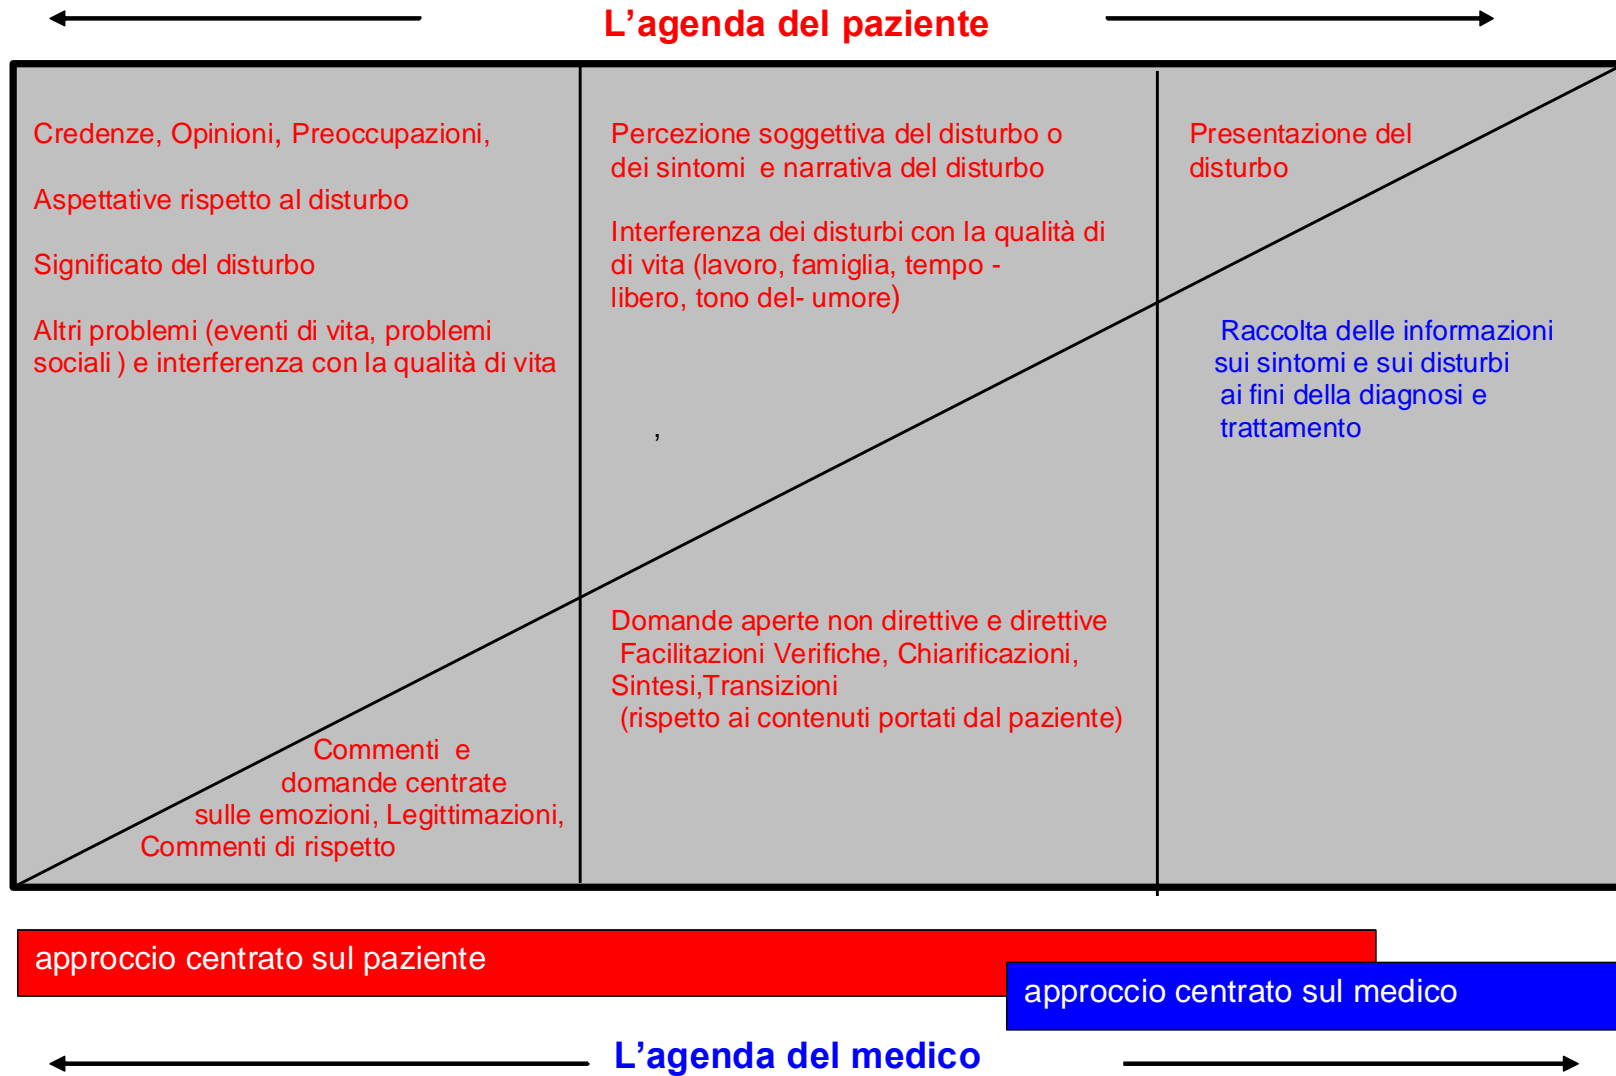 L’agenda del paziente
Credenze, Opinioni, Preoccupazioni,
Aspettative rispetto al disturbo
Significato del disturbo
Altri problemi (eventi di vita, problemi
sociali ) e interferenza con la qualità di vita
Percezione soggettiva del disturbo o
dei sintomi e narrativa del disturbo
Interferenza dei disturbi con la qualità di
di vita (lavoro, famiglia, tempo -
libero, tono del- umore)
,
Presentazione del
disturbo
Raccolta delle informazioni
sui sintomi e sui disturbi
ai fini della diagnosi e
trattamento
Commenti e
domande centrate
sulle emozioni, Legittimazioni,
Commenti di rispetto
Domande aperte non direttive e direttive
Facilitazioni Verifiche, Chiarificazioni,
Sintesi,Transizioni
(rispetto ai contenuti portati dal paziente)
approccio centrato sul paziente
approccio centrato sul medico
L’agenda del medico